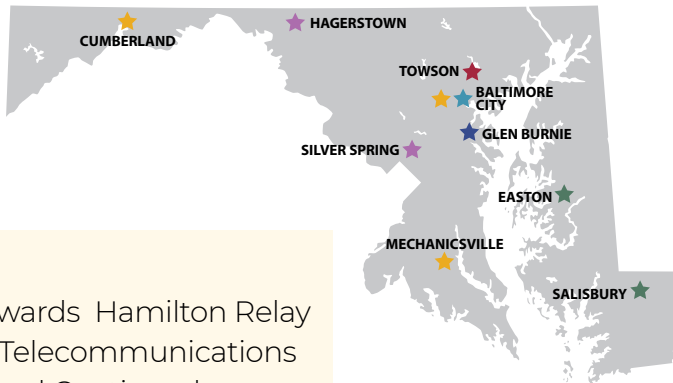 HAGERSTOWN
CUMBERLAND
TOWSON
BALTIMORE
CITY
GLEN BURNIE
SILVER SPRING
EASTON
MECHANICSVILLE
SALISBURY
wards Hamilton Relay
Telecommunications